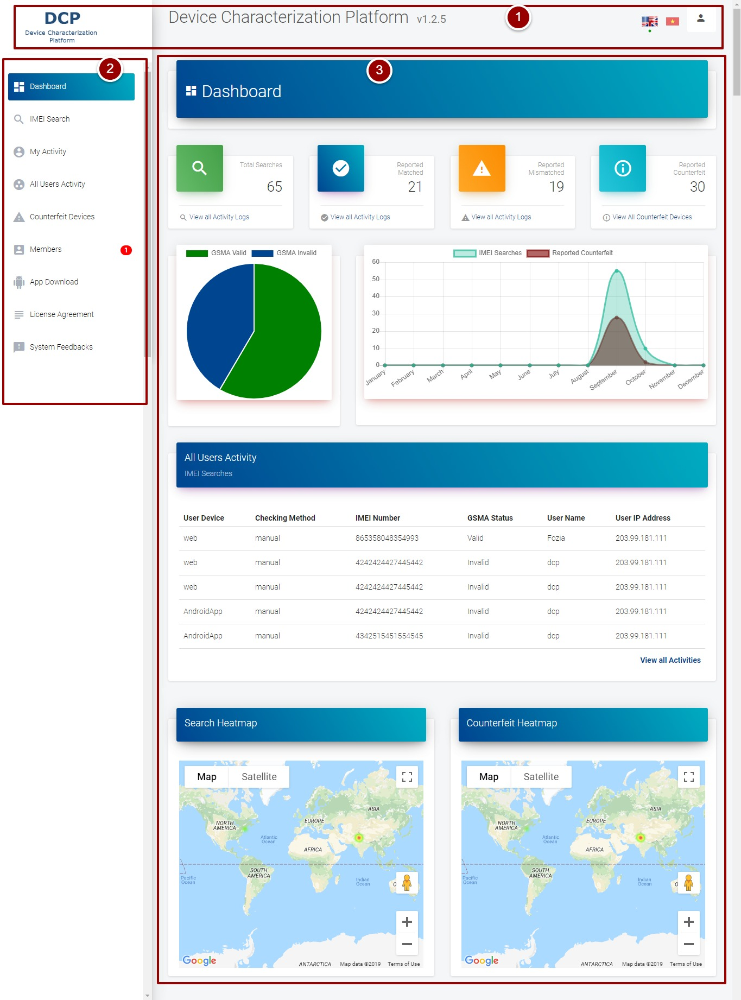 DCP
Device Characterization
Platform
Device Characterization Platform v1.2.5
1
2
Dashboard
IMEI Search
My Activity
All Users Activity
Counterfeit Devices
Members 1
App Download
License Agreement
System Feedbacks
3
Dashboard
Total Searches
65
View all Activity Logs
Reported
Matched
21
View all Activity Logs
Reported
Mismatched
19
View all Activity Logs
Reported
Counterfeit
30
View All Counterfeit Devices
GSMA Valid GSMA Invalid
IMEI Searches Reported Counterfeit
60
50
40
30
20
10
0
January February March April May June July August September October November December
All Users Activity
IMEI Searches
User Device Checking Method IMEI Number GSMA Status User Name User IP Address
web manual 865358048354993 Valid Fozia 203.99.181.111
web manual 4242424427445442 Invalid dcp 203.99.181.111
web manual 4242424427445442 Invalid dcp 203.99.181.111
AndroidApp manual 4242424427445442 Invalid dcp 203.99.181.111
AndroidApp manual 4342515451554545 Invalid dcp 203.99.181.111
View all Activities
Search Heatmap
Map Satellite
ASIA
EUROPE
NORTH
AMERICA
Atlantic
Ocean
AFRICA
SOUTH
AMERICA
Pacific
Ocean
Indian
Ocean
O
Google
ANTARCTICA Map data ©2019 Terms of Use
Counterfeit Heatmap
Map Satellite
ASIA
EUROPE
NORTH
AMERICA
Atlantic
Ocean
AFRICA
SOUTH
AMERICA
Pacific
Ocean
Indian
Ocean
O
Google
ANTARCTICA Map data ©2019 Terms of Use